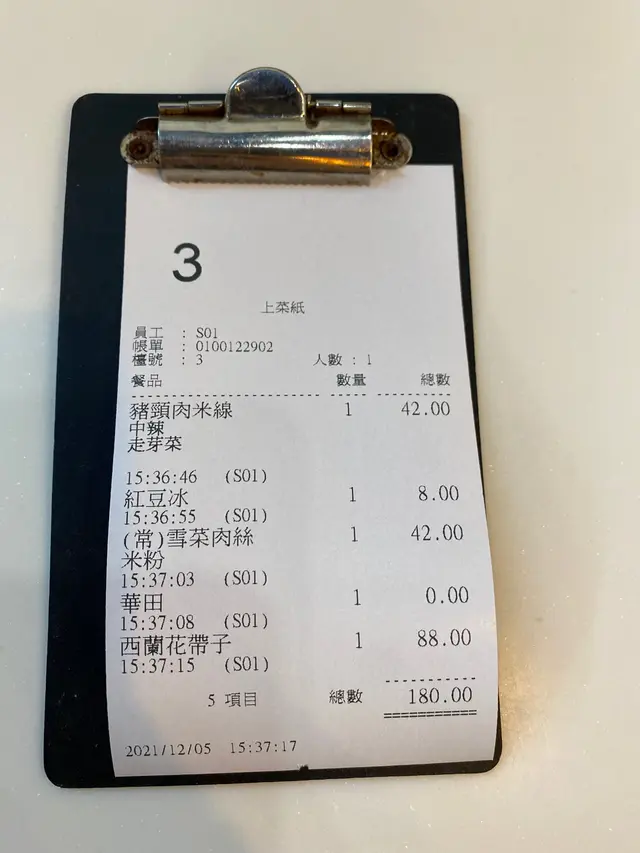 3
上菜紙
員工 : S01
帳單 : 0100122902
檯號 : 3 人數 : 1
餐品 數量 總數
豬頸肉米線 1 42.00
中辣
走芽菜
15:36:46 (S01)
紅豆冰 1 8.00
15:36:55 (S01)
(常)雪菜肉絲 1 42.00
米粉
15:37:03 (S01)
華田 1 0.00
15:37:08 (S01)
西蘭花帶子 1 88.00
15:37:15 (S01)
5 項目 總數 180.00
2021/12/05 15:37:17